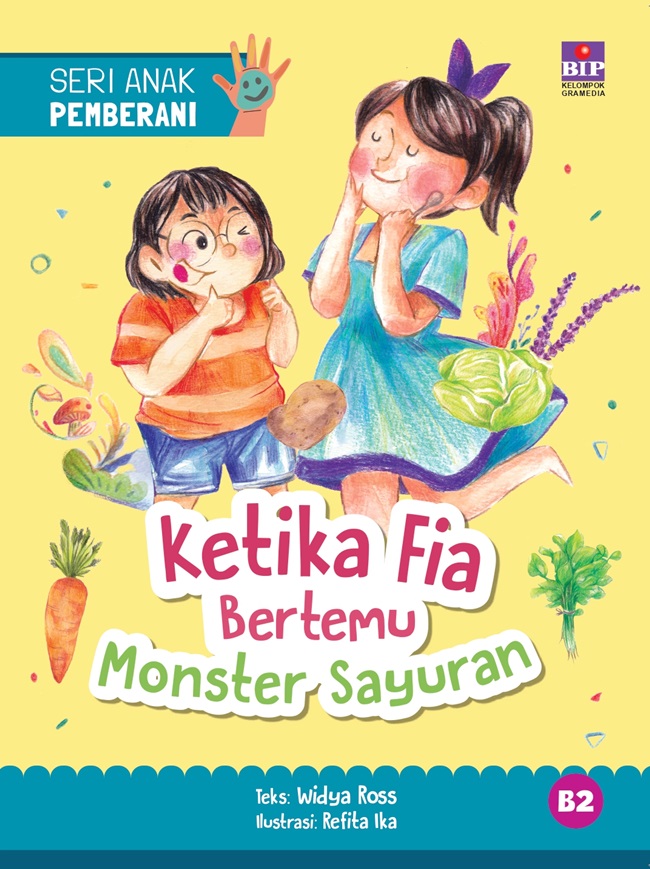 SERI ANAK
PEMBERANI
BIP
KELOMPOK
GRAMEDIA
Ketika Fia
Bertemu
Monster Sayuran
Teks: Widya Ross
Ilustrasi: Refita Ika
B2